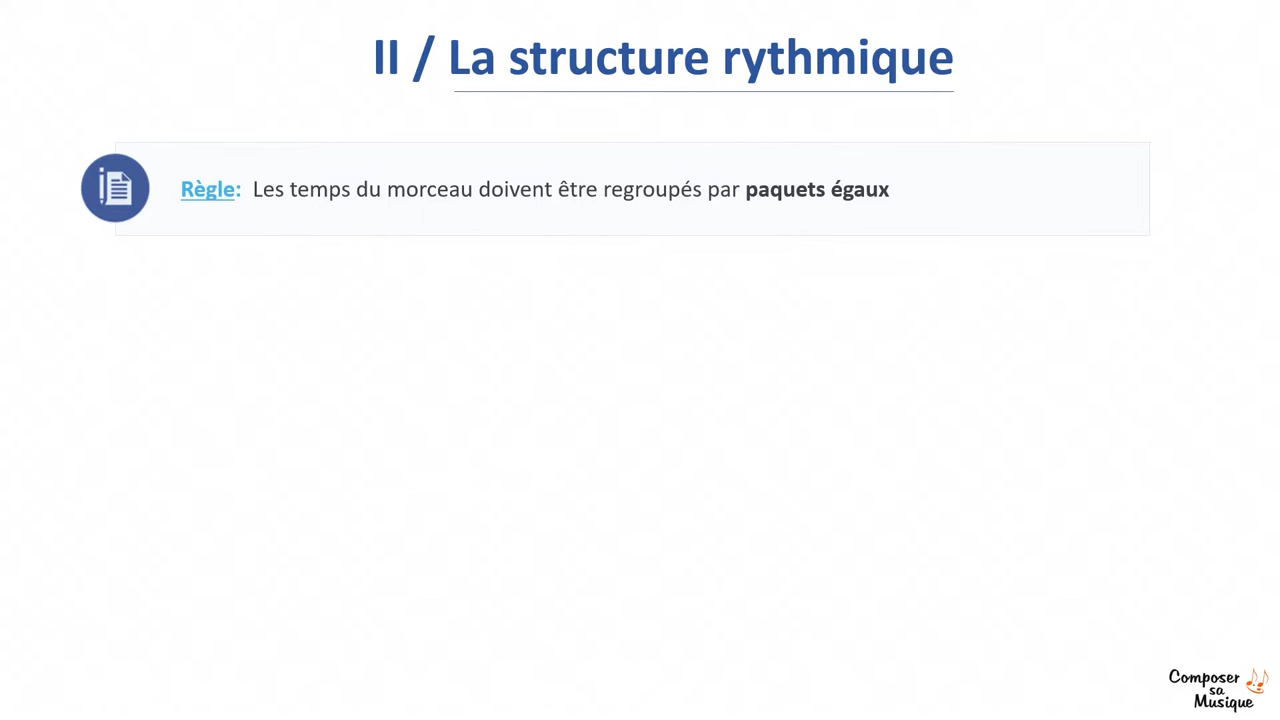 II / La structure rythmique
Règle: Les temps du morceau doivent être regroupés par paquets égaux
Composer
sa
Musique